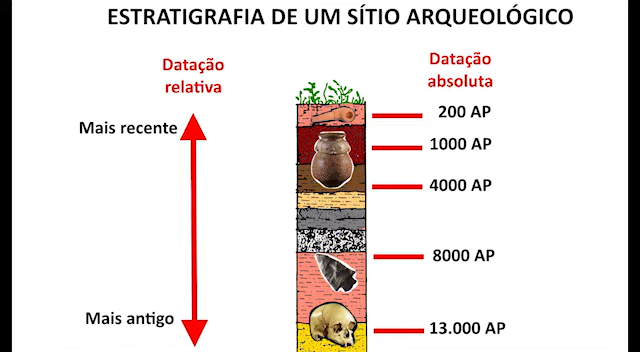 ESTRATIGRAFIA DE UM SÍTIO ARQUEOLÓGICO
Datação
relativa
Datação
absoluta
Mais recente
200 AP
1000 AP
4000 AP
8000 AP
Mais antigo
13.000 AP